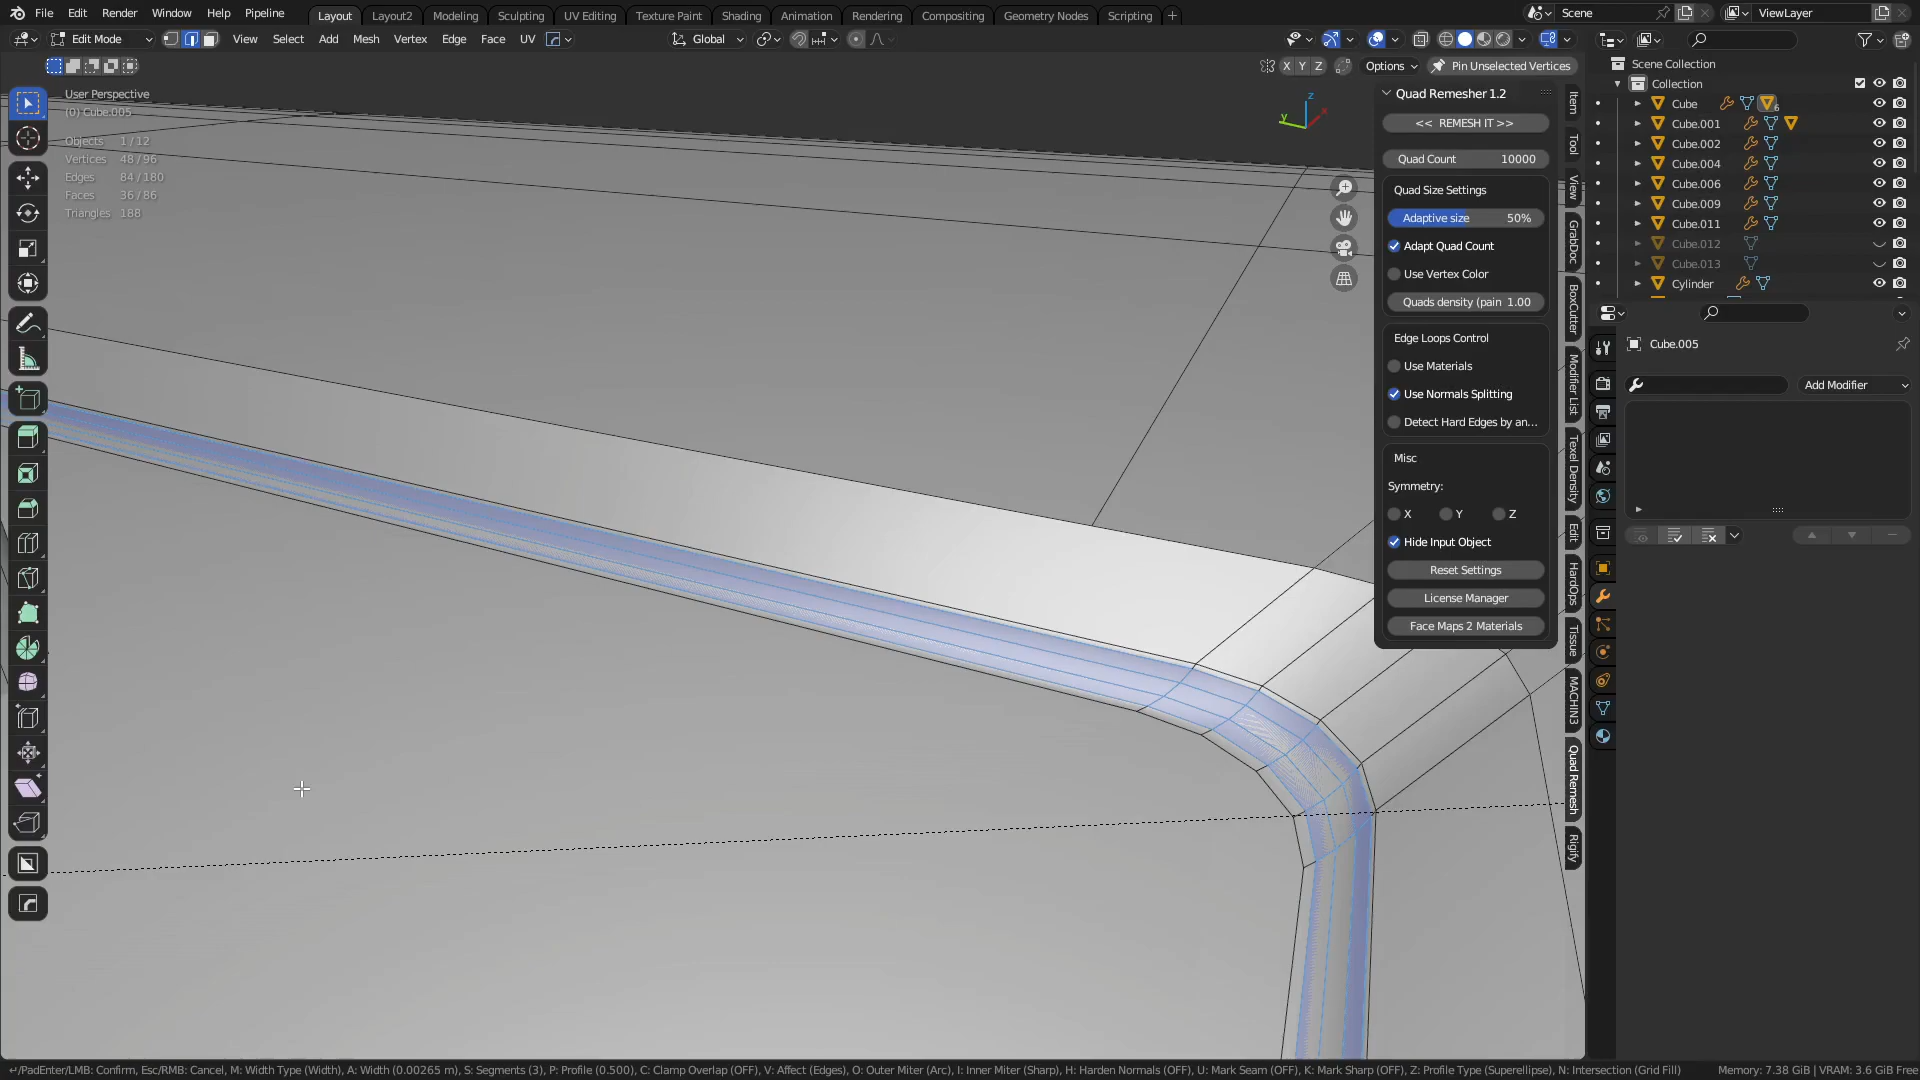 File Edit Render Window Help Pipeline Layout Layout2 Modeling Sculpting UV Editing Texture Paint Shading Animation Rendering Compositing Geometry Nodes Scripting + Scene ViewLayer
Edit Mode View Select Add Mesh Vertex Edge Face UV Global
X Y Z Options Pin Unselected Vertices
User Perspective
(0) Cube.005
Objects 1/12
Vertices 48/96
Edges 84/180
Faces 36/86
Triangles 188
Z
Y
X
Quad Remesher 1.2
<< REMESH IT >>
Quad Count 10000
Quad Size Settings
Adaptive size 50%
Adapt Quad Count
Use Vertex Color
Quads density (pain 1.00
Edge Loops Control
Use Materials
Use Normals Splitting
Detect Hard Edges by an...
Misc
Symmetry:
X Y Z
Hide Input Object
Reset Settings
License Manager
Face Maps 2 Materials
Item
Tool
View
GrabDoc
BoxCutter
Modifier List
Texel Density
Edit
HardOps
Tissue
MACHIN3
Quad Remesh
Rigify
Scene Collection
Collection
Cube 6
Cube.001
Cube.002
Cube.004
Cube.006
Cube.009
Cube.011
Cube.012
Cube.013
Cylinder
Cube.005
Add Modifier
↵/PadEnter/LMB: Confirm, Esc/RMB: Cancel, M: Width Type (Width), A: Width (0.00265 m), S: Segments (3), P: Profile (0.500), C: Clamp Overlap (OFF), V: Affect (Edges), O: Outer Miter (Arc), I: Inner Miter (Sharp), H: Harden Normals (OFF), U: Mark Seam (OFF), K: Mark Sharp (OFF), Z: Profile Type (Superellipse), N: Intersection (Grid Fill) Memory: 7.38 GiB | VRAM: 3.6 GiB Free